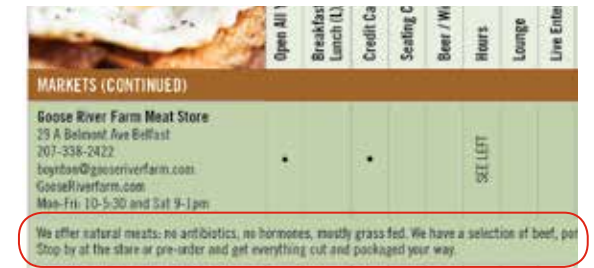 Open All Y
Breakfas
Lunch (L),
Credit Ca
Seating C
Beer / Wi
Hours
Lounge
Live Enter
MARKETS (CONTINUED)
Goose River Farm Meat Store
29 A Belmont Ave Belfast
207-338-2422
boynton@gooseriverfarm.com
GooseRiverfarm.com
Mon-Fri: 10-5:30 and Sat 9-1pm
SEE LEFT
We offer natural meats: no antibiotics, no hormones, mostly grass fed. We have a selection of beef, por
Stop by at the store or pre-order and get everything cut and packaged your way.